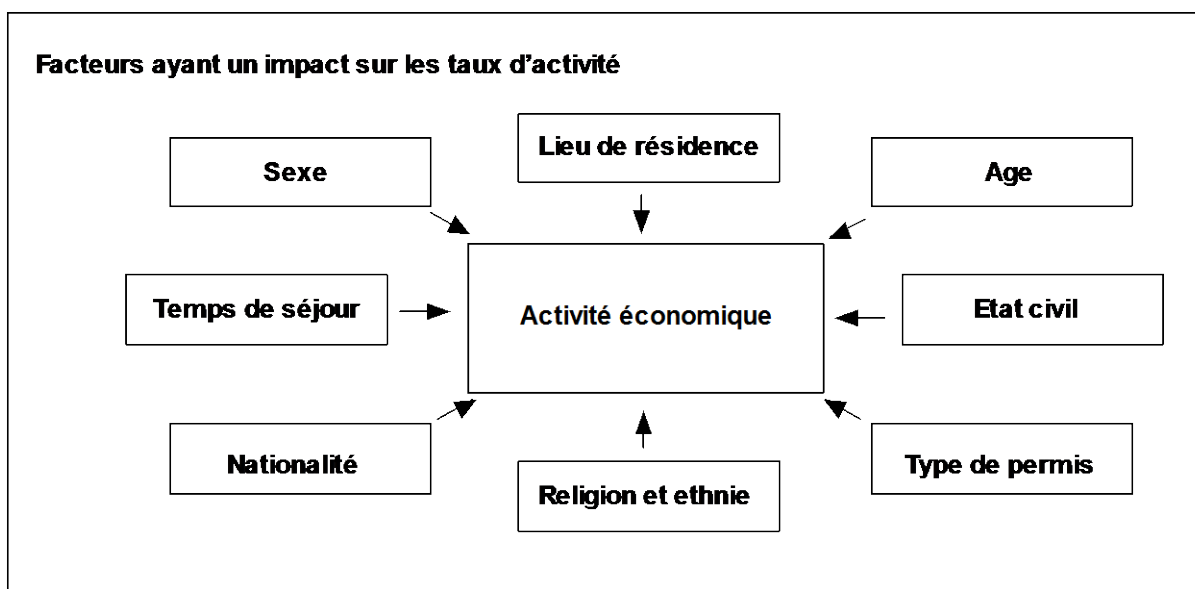 Facteurs ayant un impact sur les taux d'activité
Sexe
Lieu de résidence
Age
Temps de séjour
Activité économique
Etat civil
Nationalité
Religion et ethnie
Type de permis